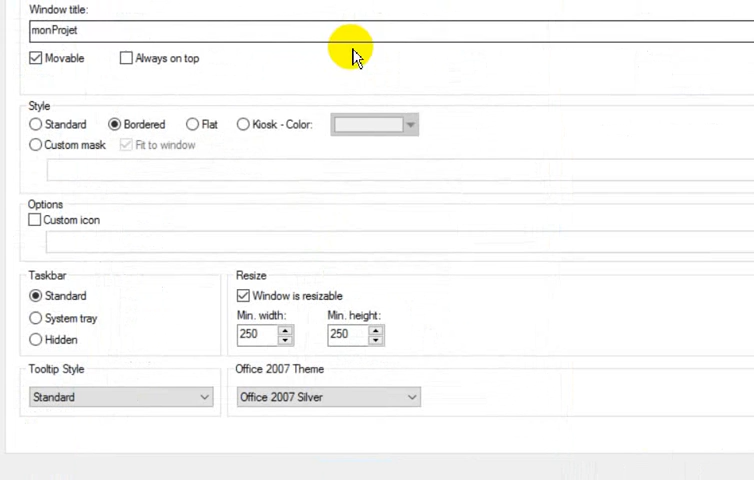 Window title:
monProjet
Movable Always on top
Style
Standard Bordered Flat Kiosk - Color:
Custom mask Fit to window
Options
Custom icon
Taskbar
Standard
System tray
Hidden
Resize
Window is resizable
Min. width: Min. height:
250 250
Tooltip Style
Standard
Office 2007 Theme
Office 2007 Silver